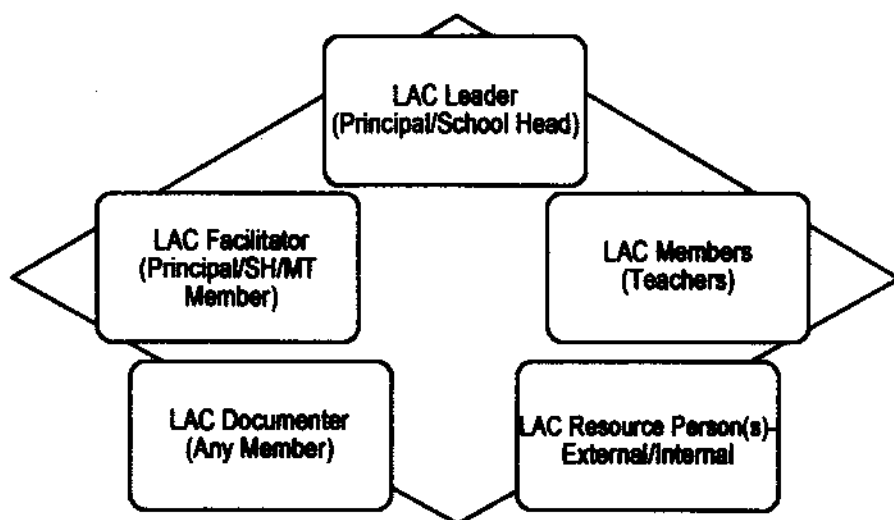 LAC Leader
(Principal/School Head)
LAC Facilitator
(Principal/SH/MT
Member)
LAC Members
(Teachers)
LAC Documenter
(Any Member)
LAC Resource Person(s)-
External/Internal